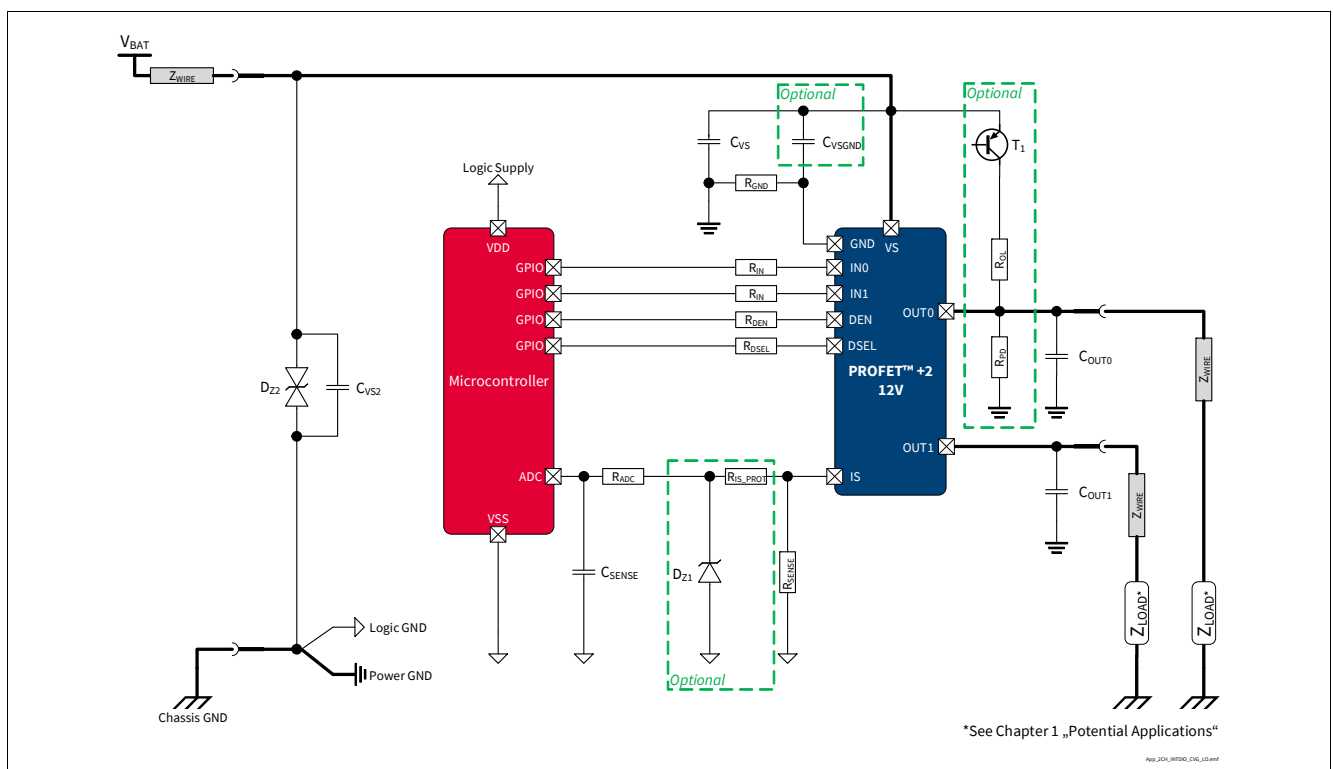 VBAT
ZWIRE
Optional
Optional
CVS
CVSGND
T1
Logic Supply
RGND
VDD
GND
VS
GPIO
RIN
IN0
ROL
GPIO
RIN
IN1
GPIO
RDEN
DEN
OUT0
GPIO
RDSEL
DSEL
RPD
COUT0
ZWIRE
DZ2
CVS2
Microcontroller
PROFET™ +2
12V
OUT1
ADC
RADC
RIS_PROT
IS
COUT1
ZWIRE
VSS
CSENSE
DZ1
RSENSE
ZLOAD*
ZLOAD*
Logic GND
Power GND
Optional
Chassis GND
*See Chapter 1 „Potential Applications“
App_2CH_INTDIO_CVG_LO.emf